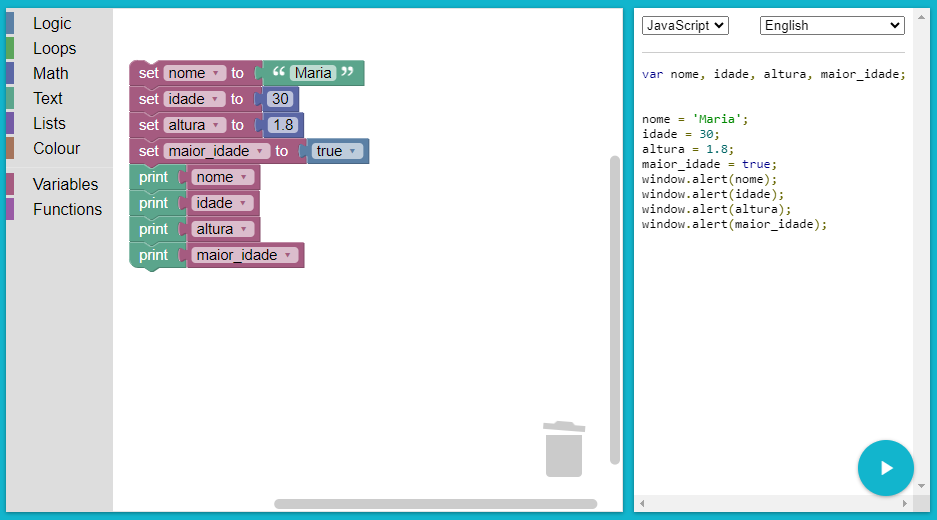 Logic
Loops
Math
Text
Lists
Colour
Variables
Functions
set nome to “ Maria ”
set idade to 30
set altura to 1.8
set maior_idade to true
print nome
print idade
print altura
print maior_idade
JavaScript English
var nome, idade, altura, maior_idade;
nome = 'Maria';
idade = 30;
altura = 1.8;
maior_idade = true;
window.alert(nome);
window.alert(idade);
window.alert(altura);
window.alert(maior_idade);